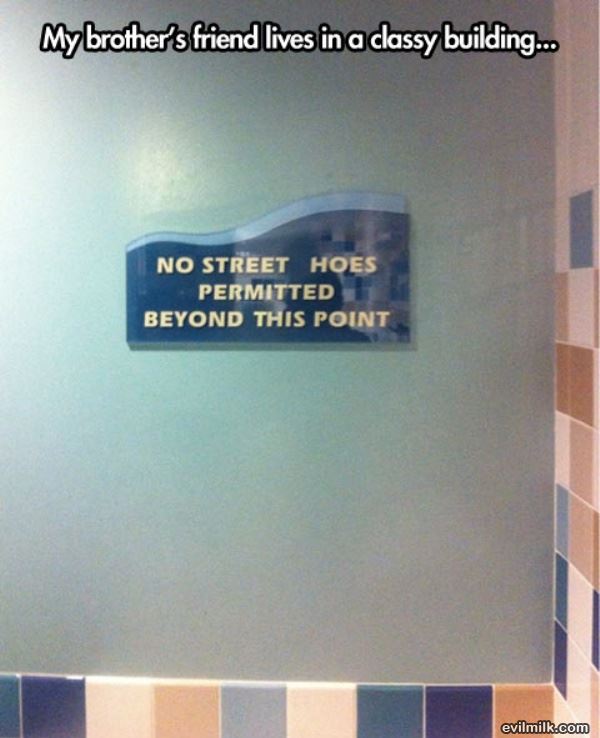 My brother's friend lives in a classy building...
NO STREET HOES
PERMITTED
BEYOND THIS POINT
evilmilk.com